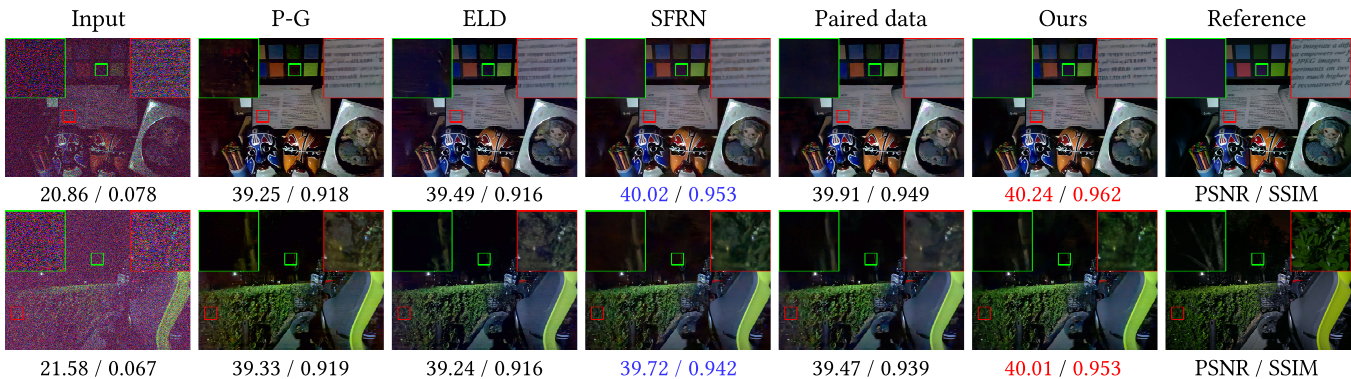 Input P-G ELD SFRN Paired data Ours Reference
20.86 / 0.078 39.25 / 0.918 39.49 / 0.916 40.02 / 0.953 39.91 / 0.949 40.24 / 0.962 PSNR / SSIM
21.58 / 0.067 39.33 / 0.919 39.24 / 0.916 39.72 / 0.942 39.47 / 0.939 40.01 / 0.953 PSNR / SSIM